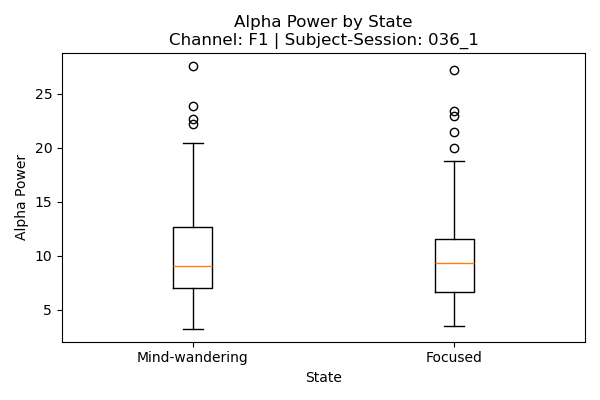 Alpha Power by State
Channel: F1 | Subject-Session: 036_1
Alpha Power
25
20
15
10
5
Mind-wandering
Focused
State